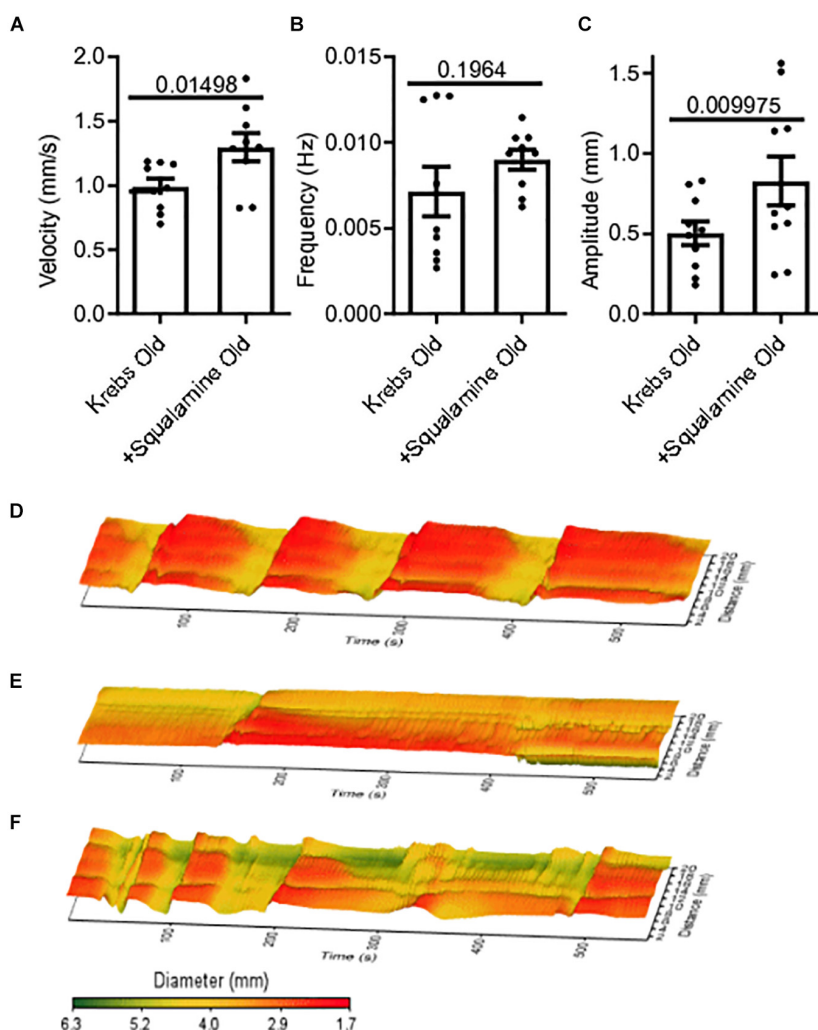 A
B
C
2.0
1.5
1.0
0.5
0.0
Velocity (mm/s)
0.01498
Krebs Old
+Squalamine Old
0.015
0.010
0.005
0.000
Frequency (Hz)
0.1964
Krebs Old
+Squalamine Old
1.5
1.0
0.5
0.0
Amplitude (mm)
0.009975
Krebs Old
+Squalamine Old
D
100
200
300
400
500
Time (s)
Distance (mm)
E
100
200
300
400
500
Time (s)
Distance (mm)
F
100
200
300
400
500
Time (s)
Distance (mm)
Diameter (mm)
6.3 5.2 4.0 2.9 1.7